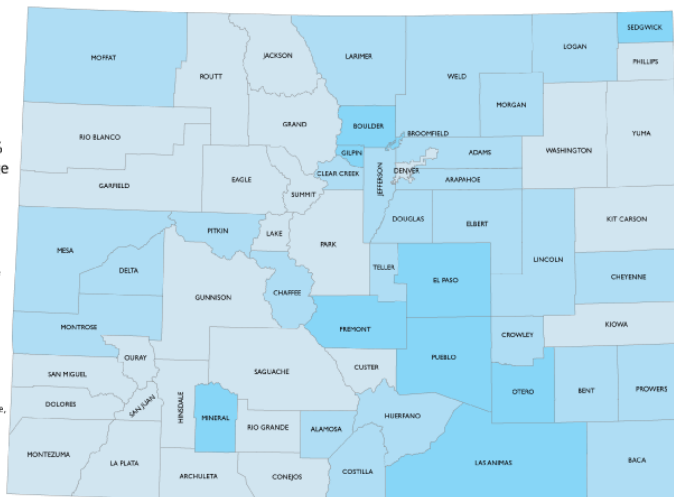 SEDGWICK
LOGAN
JACKSON
LARIMER
MOFFAT
PHILLIPS
ROUTT
WELD
MORGAN
BOULDER
GRAND
BROOMFIELD
YUMA
RIO BLANCO
WASHINGTON
GILPIN
ADAMS
DENVER
CLEAR CREEK
JEFFERSON
ARAPAHOE
EAGLE
GARFIELD
SUMMIT
DOUGLAS
ELBERT
KIT CARSON
PITKIN
LAKE
PARK
MESA
LINCOLN
TELLER
DELTA
CHEYENNE
EL PASO
CHAFFEE
GUNNISON
MONTROSE
FREMONT
CROWLEY
KIOWA
OURAY
PUEBLO
CUSTER
SAGUACHE
SAN MIGUEL
PROWERS
BENT
OTERO
DOLORES
SAN JUAN
HINSDALE
MINERAL
HUERFANO
RIO GRANDE
ALAMOSA
MONTEZUMA
LA PLATA
LAS ANIMAS
BACA
COSTILLA
ARCHULETA
CONEJOS